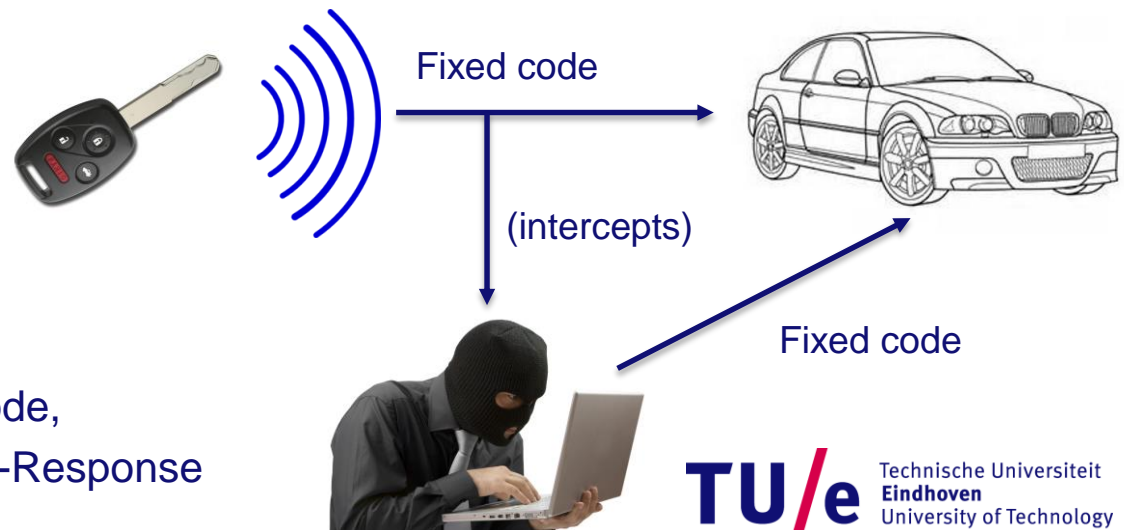 Fixed code
(intercepts)
Fixed code
ode,
-Response
TU/e Technische Universiteit
Eindhoven
University of Technology